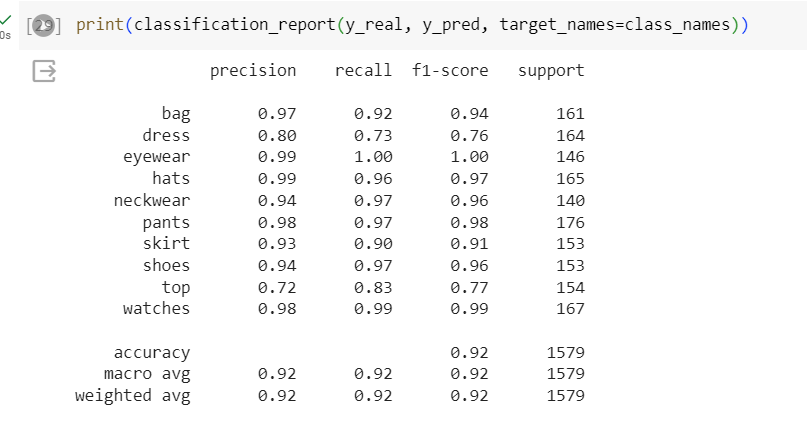 [29] print(classification_report(y_real, y_pred, target_names=class_names))
0s
precision recall f1-score support
bag 0.97 0.92 0.94 161
dress 0.80 0.73 0.76 164
eyewear 0.99 1.00 1.00 146
hats 0.99 0.96 0.97 165
neckwear 0.94 0.97 0.96 140
pants 0.98 0.97 0.98 176
skirt 0.93 0.90 0.91 153
shoes 0.94 0.97 0.96 153
top 0.72 0.83 0.77 154
watches 0.98 0.99 0.99 167
accuracy 0.92 1579
macro avg 0.92 0.92 0.92 1579
weighted avg 0.92 0.92 0.92 1579